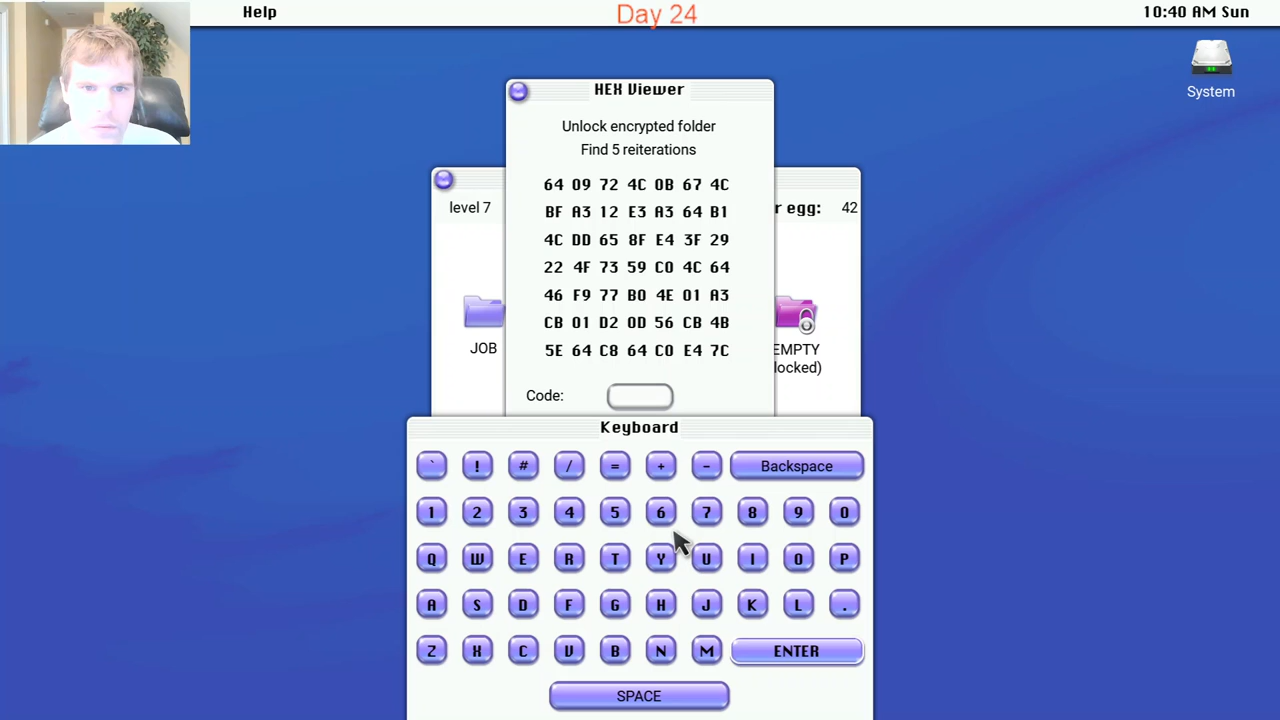 Help
Day 24
10:40 AM Sun
System
HEX Viewer
Unlock encrypted folder
Find 5 reiterations
64 09 72 4C 0B 67 4C
BF A3 12 E3 A3 64 B1
4C DD 65 8F E4 3F 29
22 4F 73 59 C0 4C 64
46 F9 77 B0 4E 01 A3
CB 01 D2 0D 56 CB 4B
5E 64 C8 64 C0 E4 7C
Code:
level 7
r egg: 42
JOB
EMPTY
locked)
Keyboard
` ! # / = + - Backspace
1 2 3 4 5 6 7 8 9 0
Q W E R T Y U I O P
A S D F G H J K L .
Z X C V B N M ENTER
SPACE